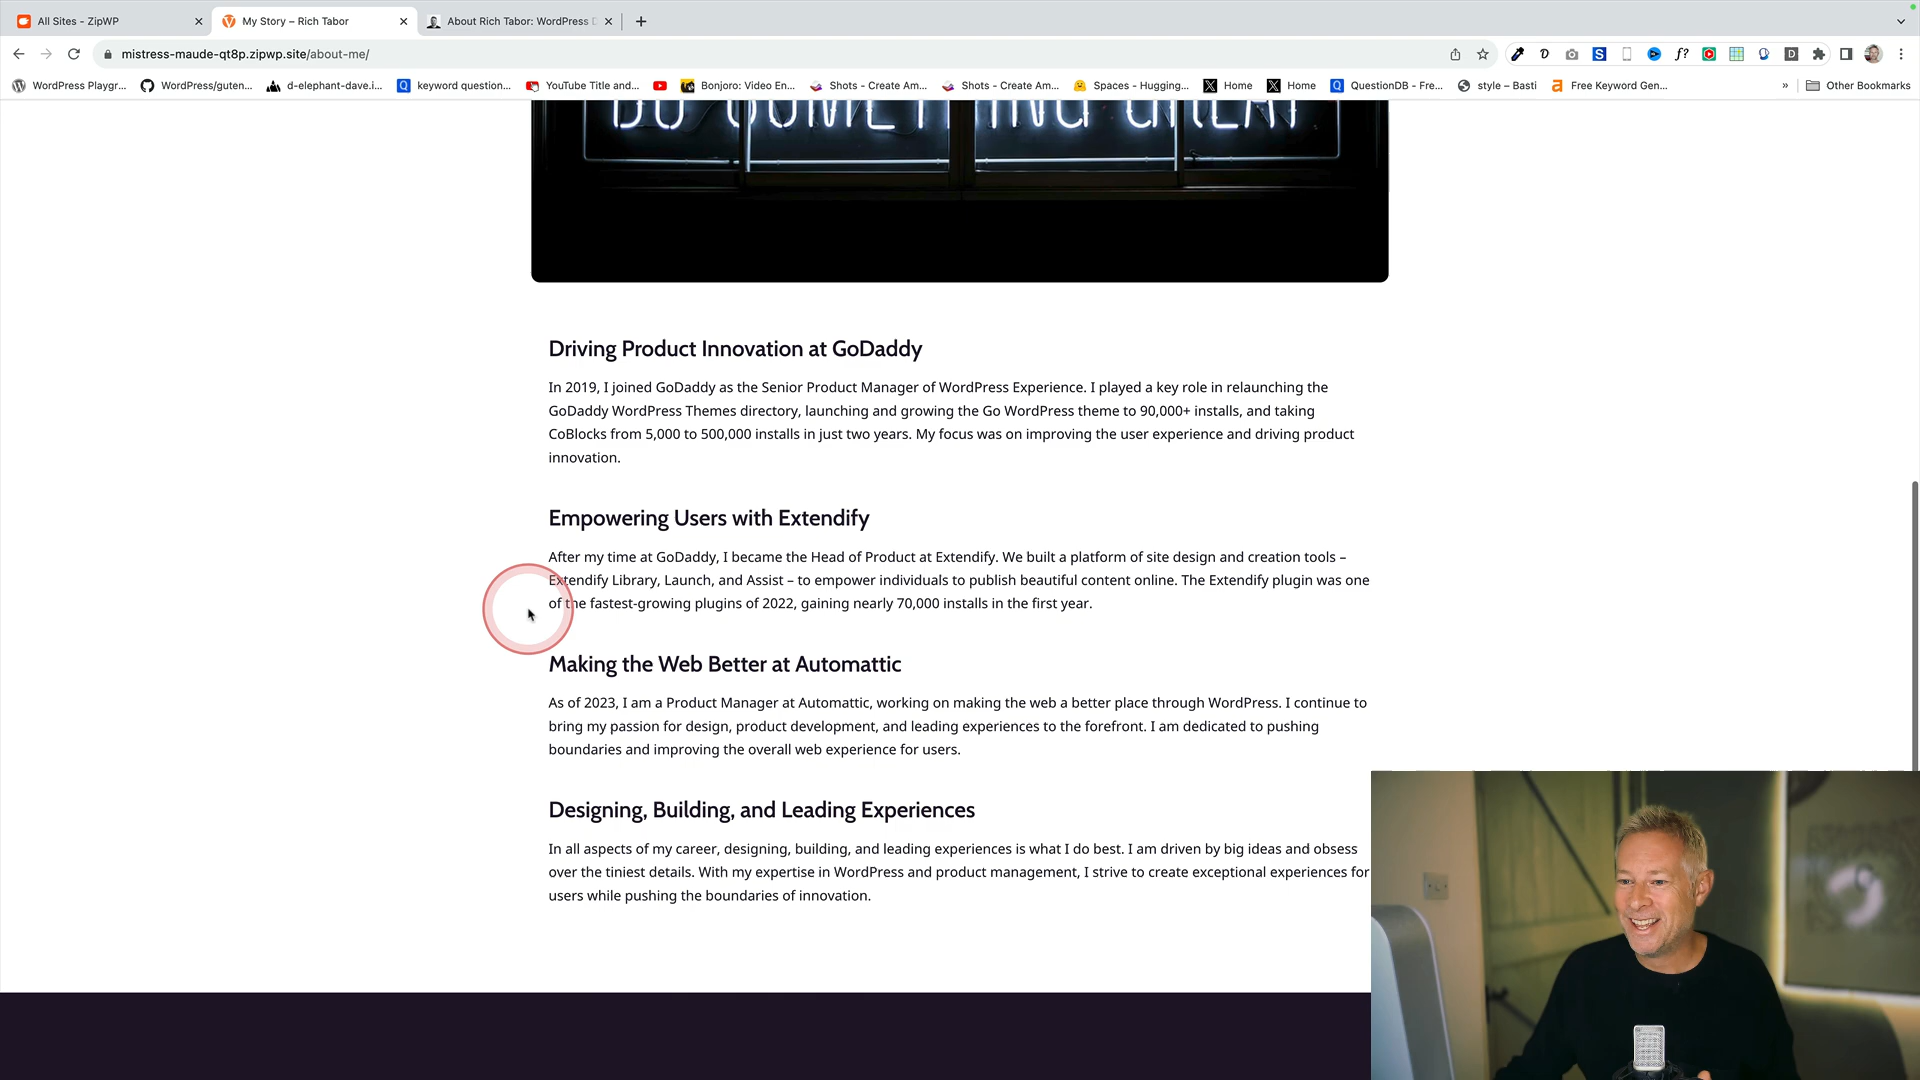 All Sites - ZipWP
My Story – Rich Tabor
About Rich Tabor: WordPress D
mistress-maude-qt8p.zipwp.site/about-me/
WordPress Playgr...
WordPress/guten...
d-elephant-dave.i...
keyword question...
YouTube Title and...
Bonjoro: Video En...
Shots - Create Am...
Shots - Create Am...
Spaces - Hugging...
Home
Home
QuestionDB - Fre...
style – Basti
Free Keyword Gen...
»
Other Bookmarks
DO SOMETHING GREAT
Driving Product Innovation at GoDaddy
In 2019, I joined GoDaddy as the Senior Product Manager of WordPress Experience. I played a key role in relaunching the
GoDaddy WordPress Themes directory, launching and growing the Go WordPress theme to 90,000+ installs, and taking
CoBlocks from 5,000 to 500,000 installs in just two years. My focus was on improving the user experience and driving product
innovation.
Empowering Users with Extendify
After my time at GoDaddy, I became the Head of Product at Extendify. We built a platform of site design and creation tools –
Extendify Library, Launch, and Assist – to empower individuals to publish beautiful content online. The Extendify plugin was one
of the fastest-growing plugins of 2022, gaining nearly 70,000 installs in the first year.
Making the Web Better at Automattic
As of 2023, I am a Product Manager at Automattic, working on making the web a better place through WordPress. I continue to
bring my passion for design, product development, and leading experiences to the forefront. I am dedicated to pushing
boundaries and improving the overall web experience for users.
Designing, Building, and Leading Experiences
In all aspects of my career, designing, building, and leading experiences is what I do best. I am driven by big ideas and obsess
over the tiniest details. With my expertise in WordPress and product management, I strive to create exceptional experiences for
users while pushing the boundaries of innovation.